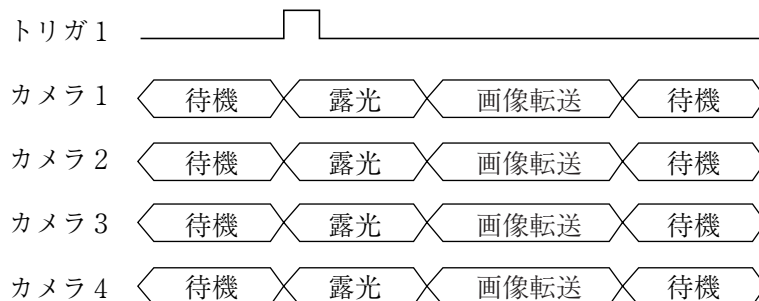 トリガ1
カメラ1 待機 露光 画像転送 待機
カメラ2 待機 露光 画像転送 待機
カメラ3 待機 露光 画像転送 待機
カメラ4 待機 露光 画像転送 待機